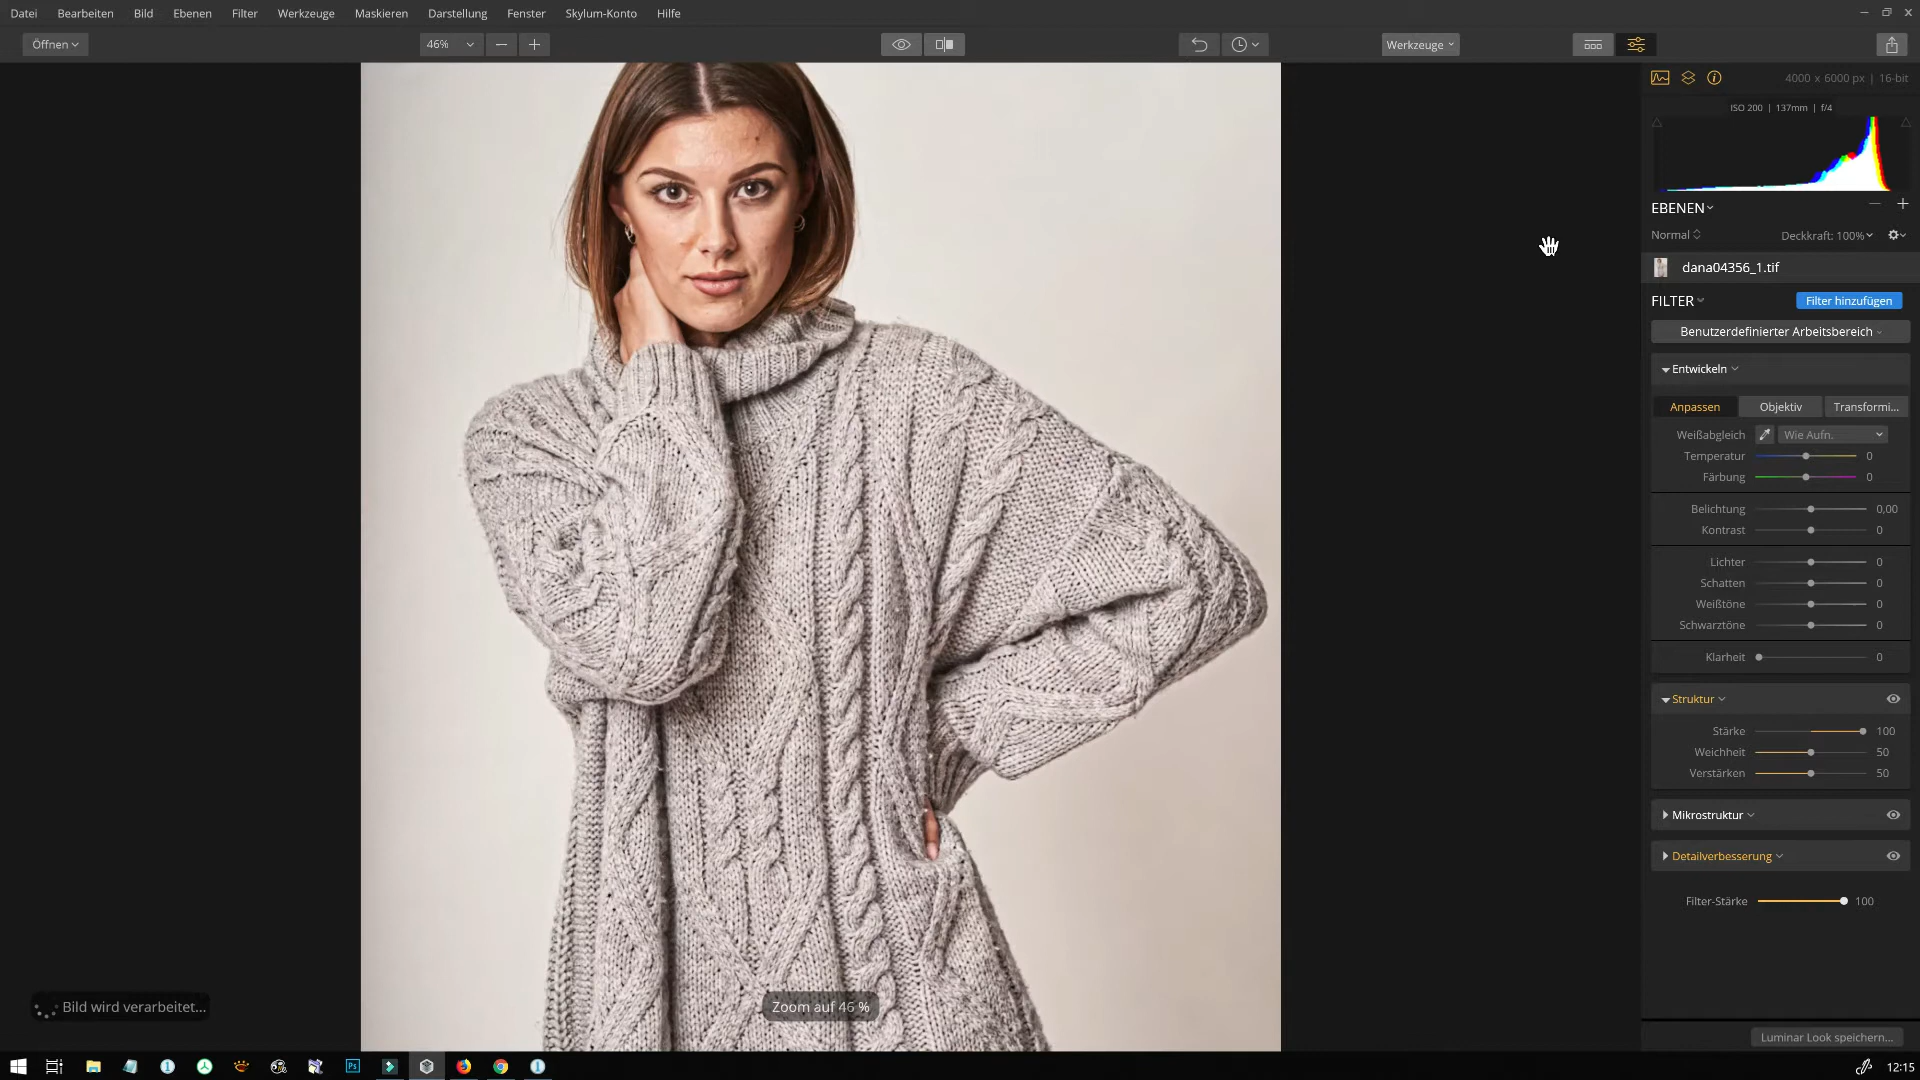 Datei Bearbeiten Bild Ebenen Filter Werkzeuge Maskieren Darstellung Fenster Skylum-Konto Hilfe
Öffnen 46% Werkzeuge
4000 x 6000 px | 16-bit
ISO 200 | 137mm | f/4
EBENEN
Normal Deckkraft: 100%
dana04356_1.tif
FILTER Filter hinzufügen
Benutzerdefinierter Arbeitsbereich
Entwickeln
Anpassen Objektiv Transformi...
Weißabgleich Wie Aufn.
Temperatur 0
Färbung 0
Belichtung 0,00
Kontrast 0
Lichter 0
Schatten 0
Weißtöne 0
Schwarztöne 0
Klarheit 0
Struktur
Stärke 100
Weichheit 50
Verstärken 50
Mikrostruktur
Detailverbesserung
Filter-Stärke 100
Bild wird verarbeitet...
Zoom auf 46 %
Luminar Look speichern...
Ps
12:15